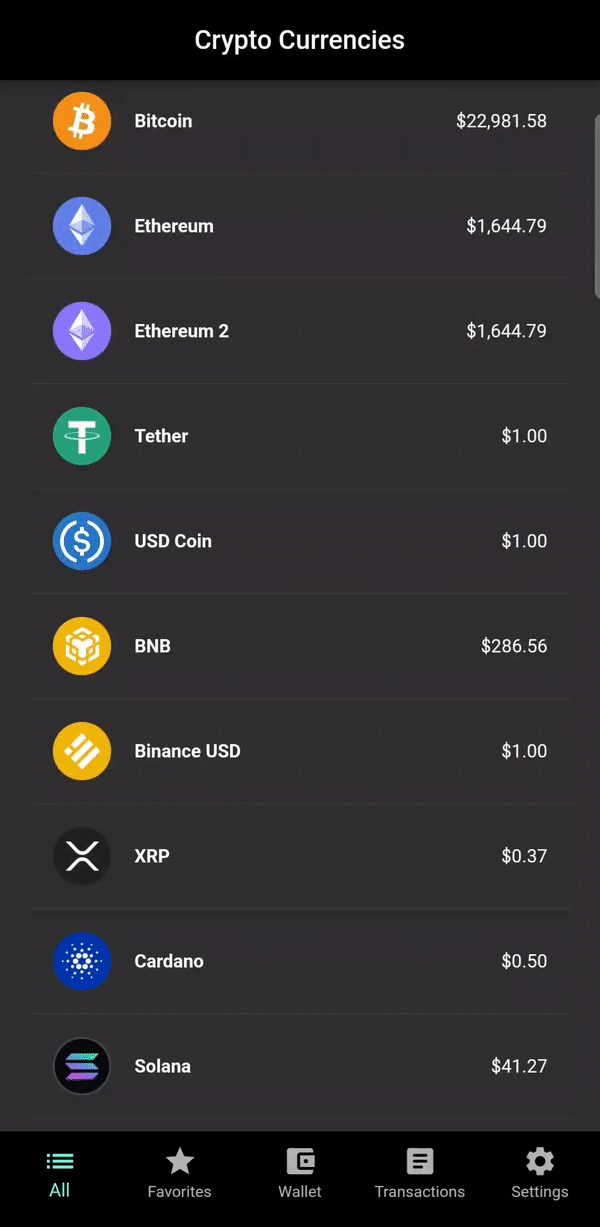 Crypto Currencies
Bitcoin $22,981.58
Ethereum $1,644.79
Ethereum 2 $1,644.79
Tether $1.00
USD Coin $1.00
BNB $286.56
Binance USD $1.00
XRP $0.37
Cardano $0.50
Solana $41.27
All Favorites Wallet Transactions Settings